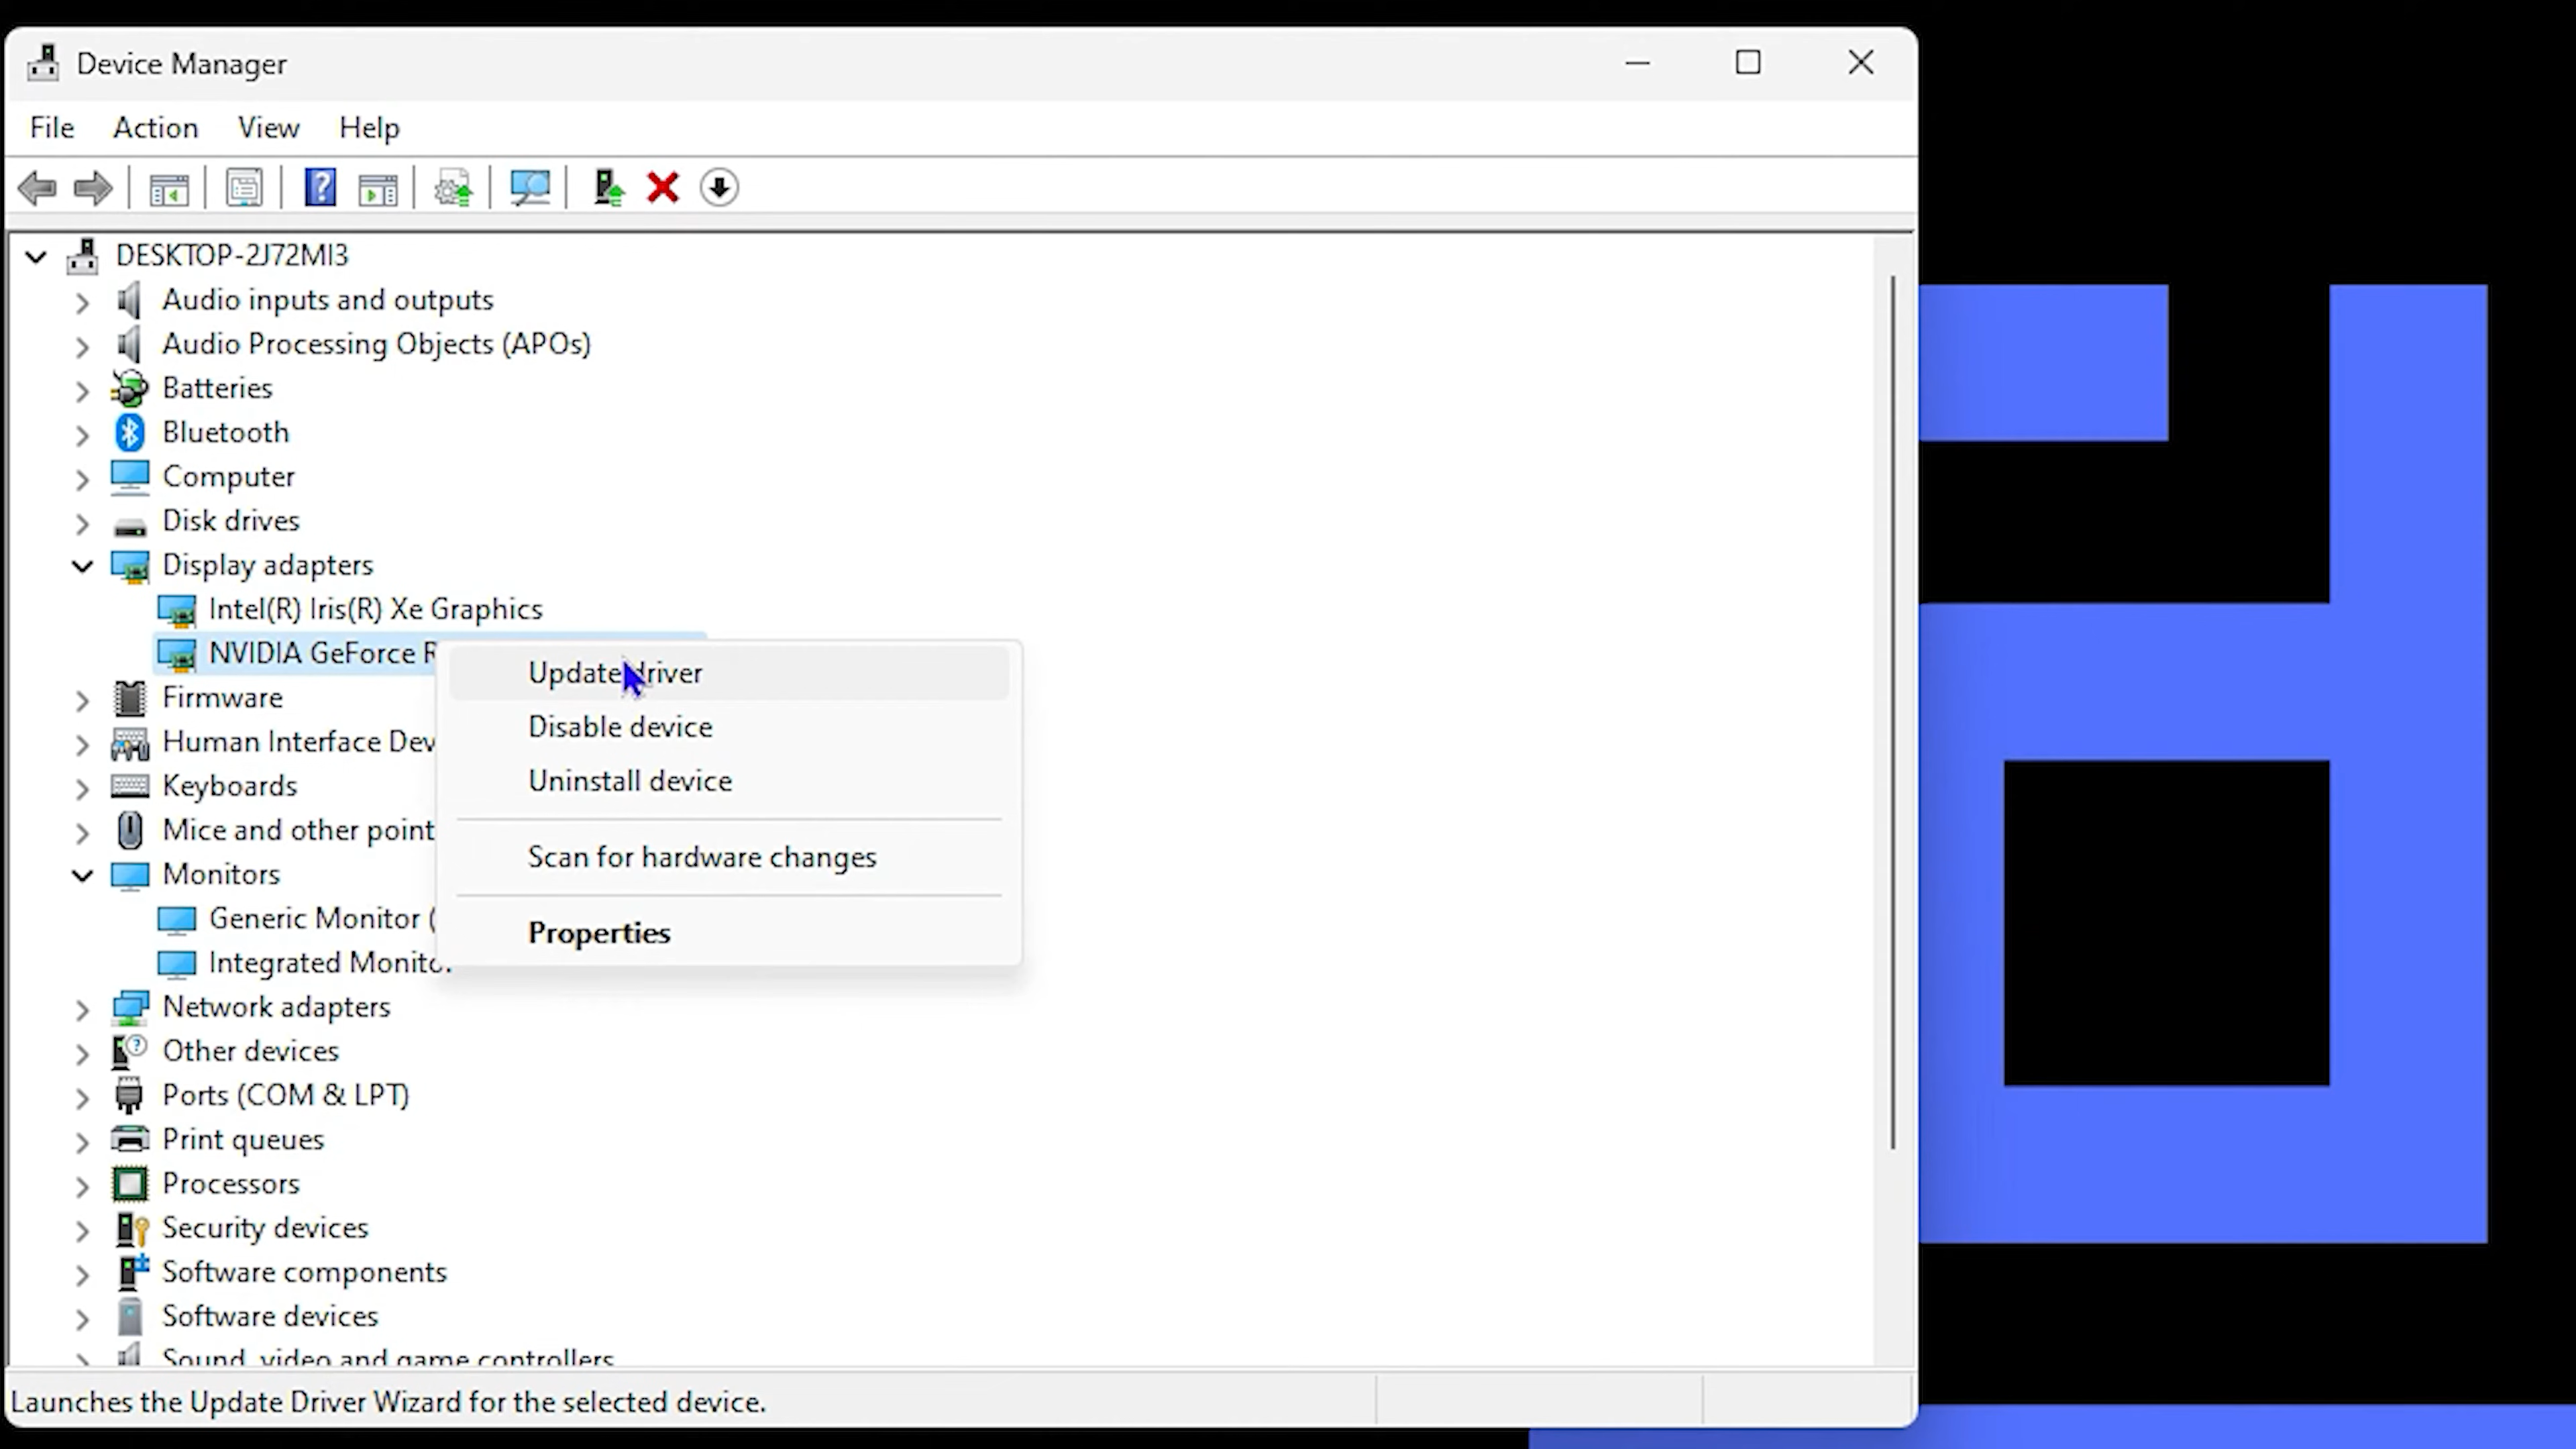 Device Manager
File Action View Help
DESKTOP-2J72MI3
Audio inputs and outputs
Audio Processing Objects (APOs)
Batteries
Bluetooth
Computer
Disk drives
Display adapters
Intel(R) Iris(R) Xe Graphics
NVIDIA GeForce R
Update driver
Disable device
Uninstall device
Scan for hardware changes
Properties
Firmware
Human Interface Dev
Keyboards
Mice and other point
Monitors
Generic Monitor (
Integrated Monitor
Network adapters
Other devices
Ports (COM & LPT)
Print queues
Processors
Security devices
Software components
Software devices
Sound, video and game controllers
Launches the Update Driver Wizard for the selected device.